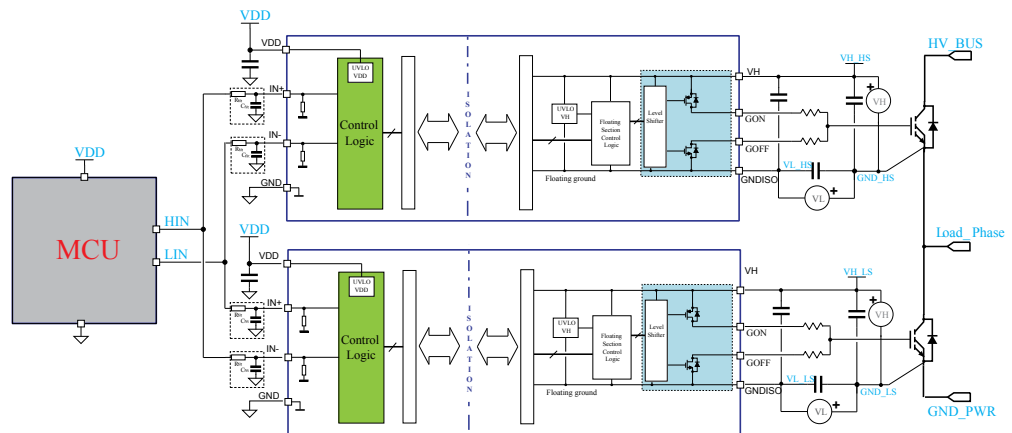 VDD
VDD
UVLO
VDD
IN+
IN-
GND
Control
Logic
SOLATION
UVLO
VH
Floating
Section
Control
Logic
Level
Shifter
Floating ground
VH
GON
GOFF
GNDISO
VH_HS
VH
VL_HS
VL
GND_HS
HV_BUS
VDD
MCU
HIN
LIN
Load_Phase
VDD
VDD
UVLO
VDD
IN+
IN-
GND
Control
Logic
SOLATION
UVLO
VH
Floating
Section
Control
Logic
Level
Shifter
Floating ground
VH
GON
GOFF
GNDISO
VH_LS
VH
VL_LS
VL
GND_LS
GND_PWR